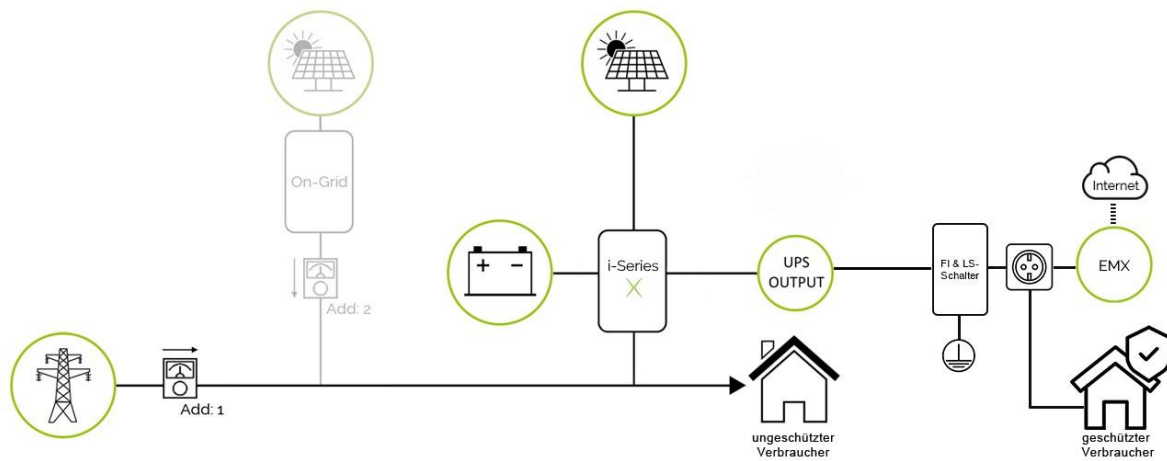 On-Grid
Add: 2
i-Series
X
UPS
OUTPUT
FI & LS-
Schalter
Internet
EMX
Add: 1
+ −
ungeschützter
Verbraucher
geschützter
Verbraucher